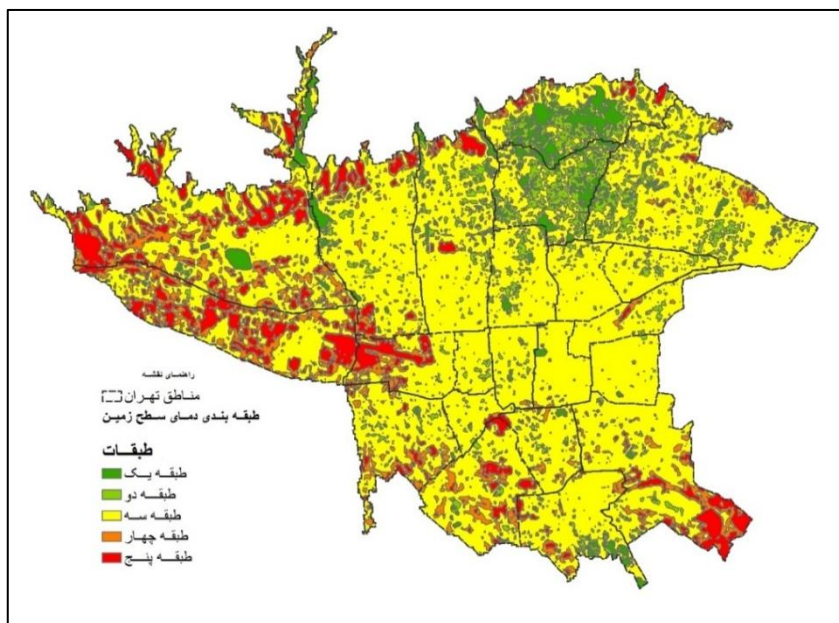 راهنمای نقشه
مناطق تهران
طبقه بندی دمای سطح زمین
طبقات
طبقه یک
طبقه دو
طبقه سه
طبقه چهار
طبقه پنج